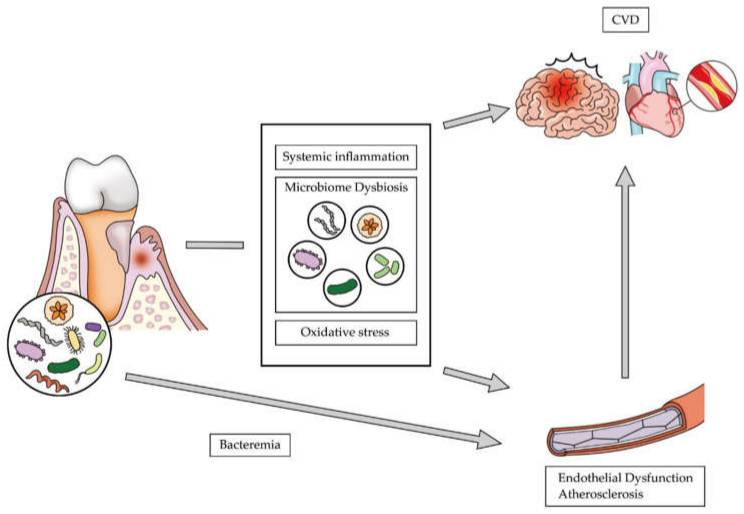 CVD
Systemic inflammation
Microbiome Dysbiosis
Oxidative stress
Bacteremia
Endothelial Dysfunction
Atherosclerosis